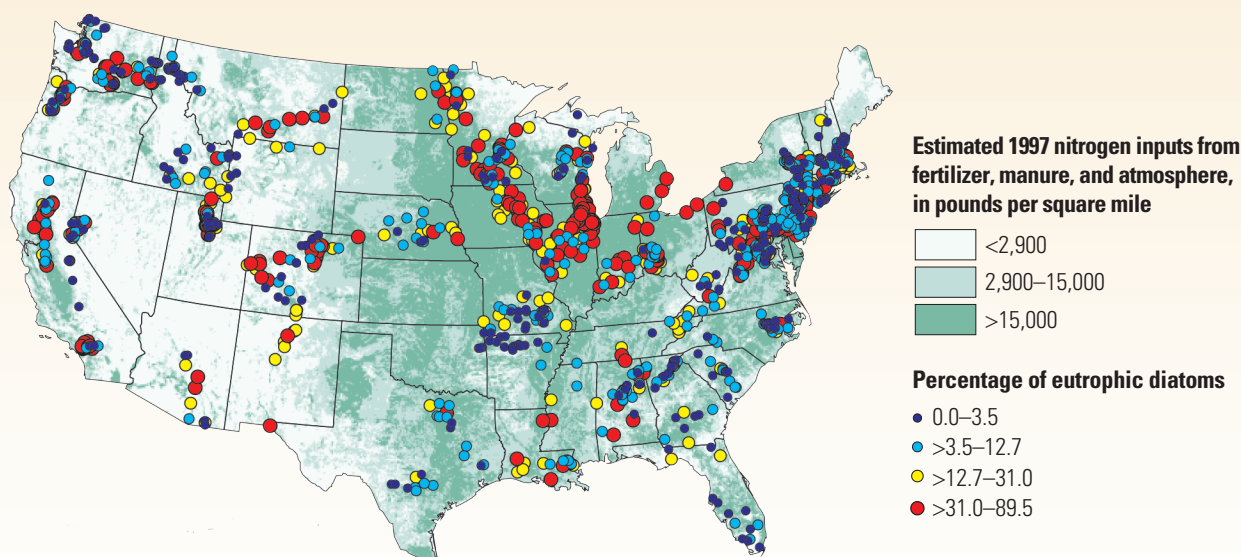 Estimated 1997 nitrogen inputs from
fertilizer, manure, and atmosphere,
in pounds per square mile
<2,900
2,900–15,000
>15,000
Percentage of eutrophic diatoms
0.0–3.5
>3.5–12.7
>12.7–31.0
>31.0–89.5